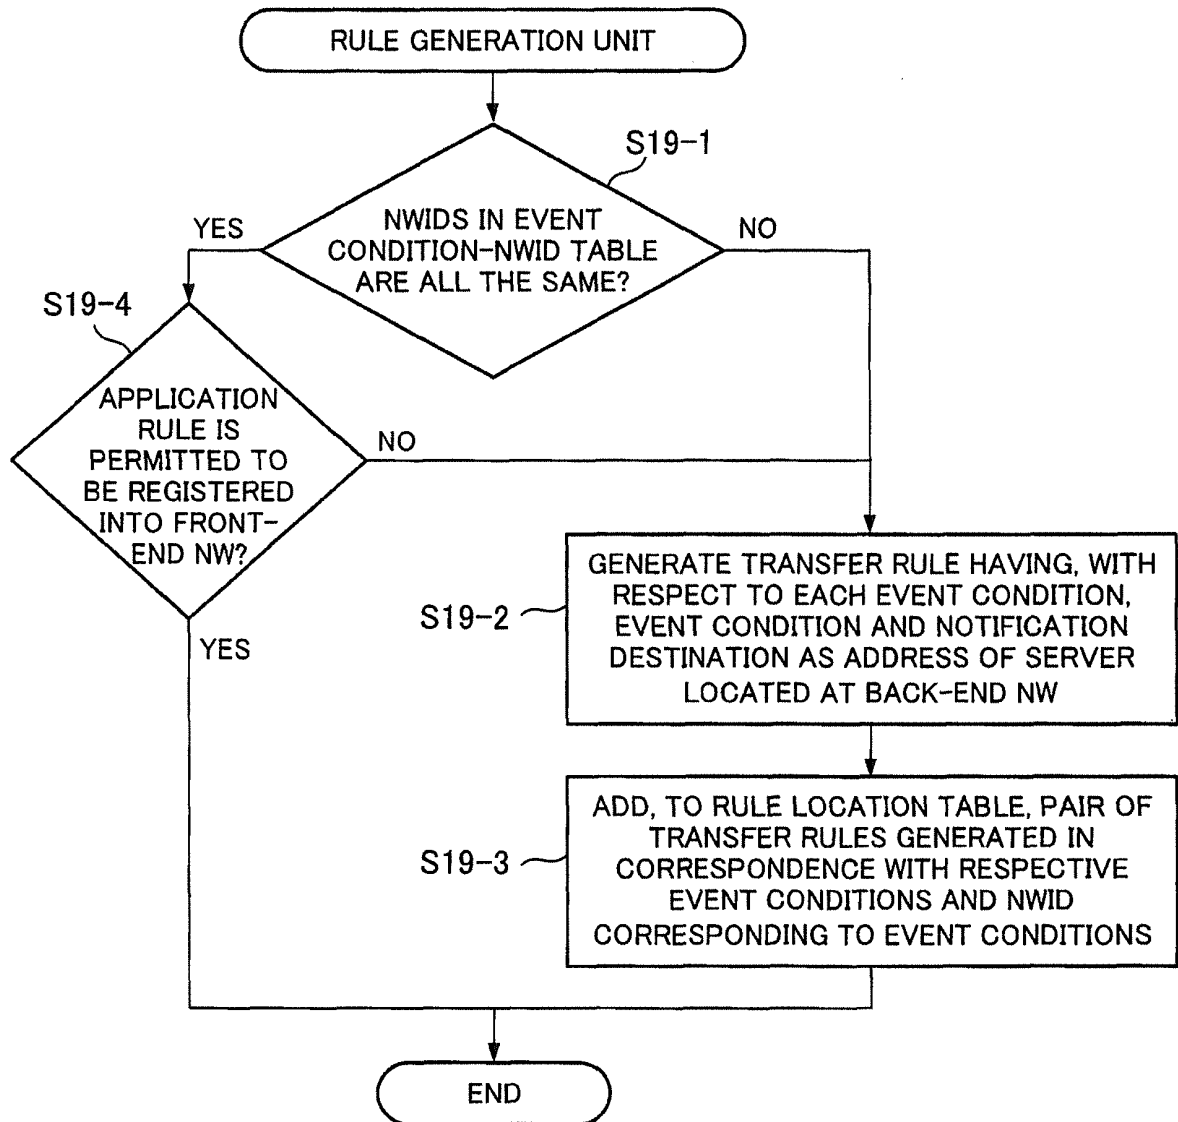 RULE GENERATION UNIT
S19-1
NWIDS IN EVENT
CONDITION-NWID TABLE
ARE ALL THE SAME?
YES
NO
S19-4
APPLICATION
RULE IS
PERMITTED TO
BE REGISTERED
INTO FRONT-
END NW?
NO
YES
S19-2
GENERATE TRANSFER RULE HAVING, WITH
RESPECT TO EACH EVENT CONDITION,
EVENT CONDITION AND NOTIFICATION
DESTINATION AS ADDRESS OF SERVER
LOCATED AT BACK-END NW
S19-3
ADD, TO RULE LOCATION TABLE, PAIR OF
TRANSFER RULES GENERATED IN
CORRESPONDENCE WITH RESPECTIVE
EVENT CONDITIONS AND NWID
CORRESPONDING TO EVENT CONDITIONS
END